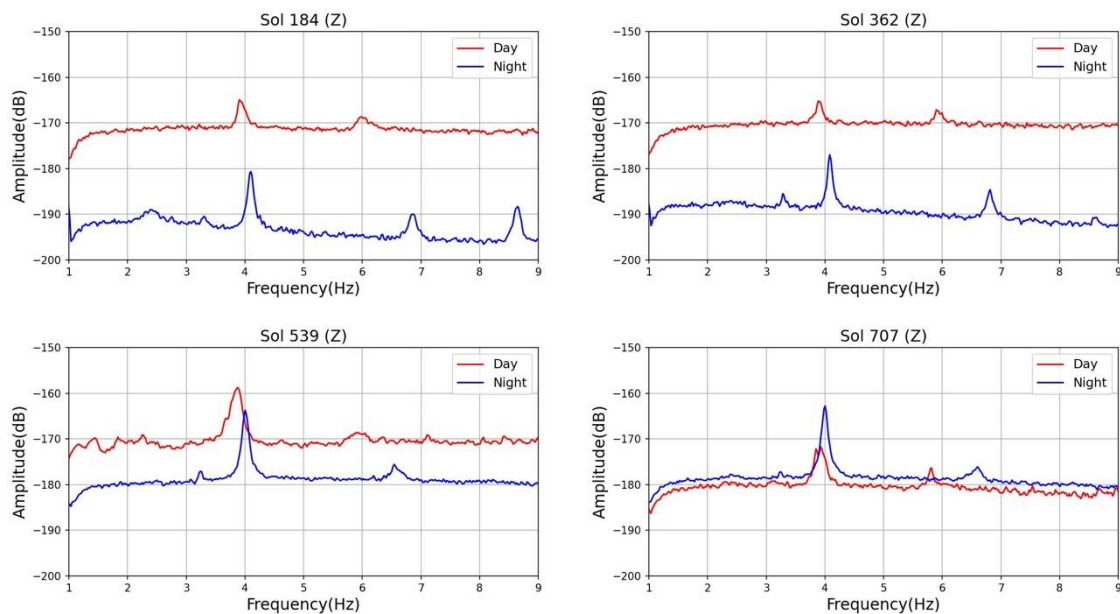 Sol 184 (Z)
−150
−160
−170
−180
−190
−200
Amplitude(dB)
Day
Night
1 2 3 4 5 6 7 8 9
Frequency(Hz)
Sol 362 (Z)
−150
−160
−170
−180
−190
−200
Amplitude(dB)
Day
Night
1 2 3 4 5 6 7 8 9
Frequency(Hz)
Sol 539 (Z)
−150
−160
−170
−180
−190
−200
Amplitude(dB)
Day
Night
1 2 3 4 5 6 7 8 9
Frequency(Hz)
Sol 707 (Z)
−150
−160
−170
−180
−190
−200
Amplitude(dB)
Day
Night
1 2 3 4 5 6 7 8 9
Frequency(Hz)